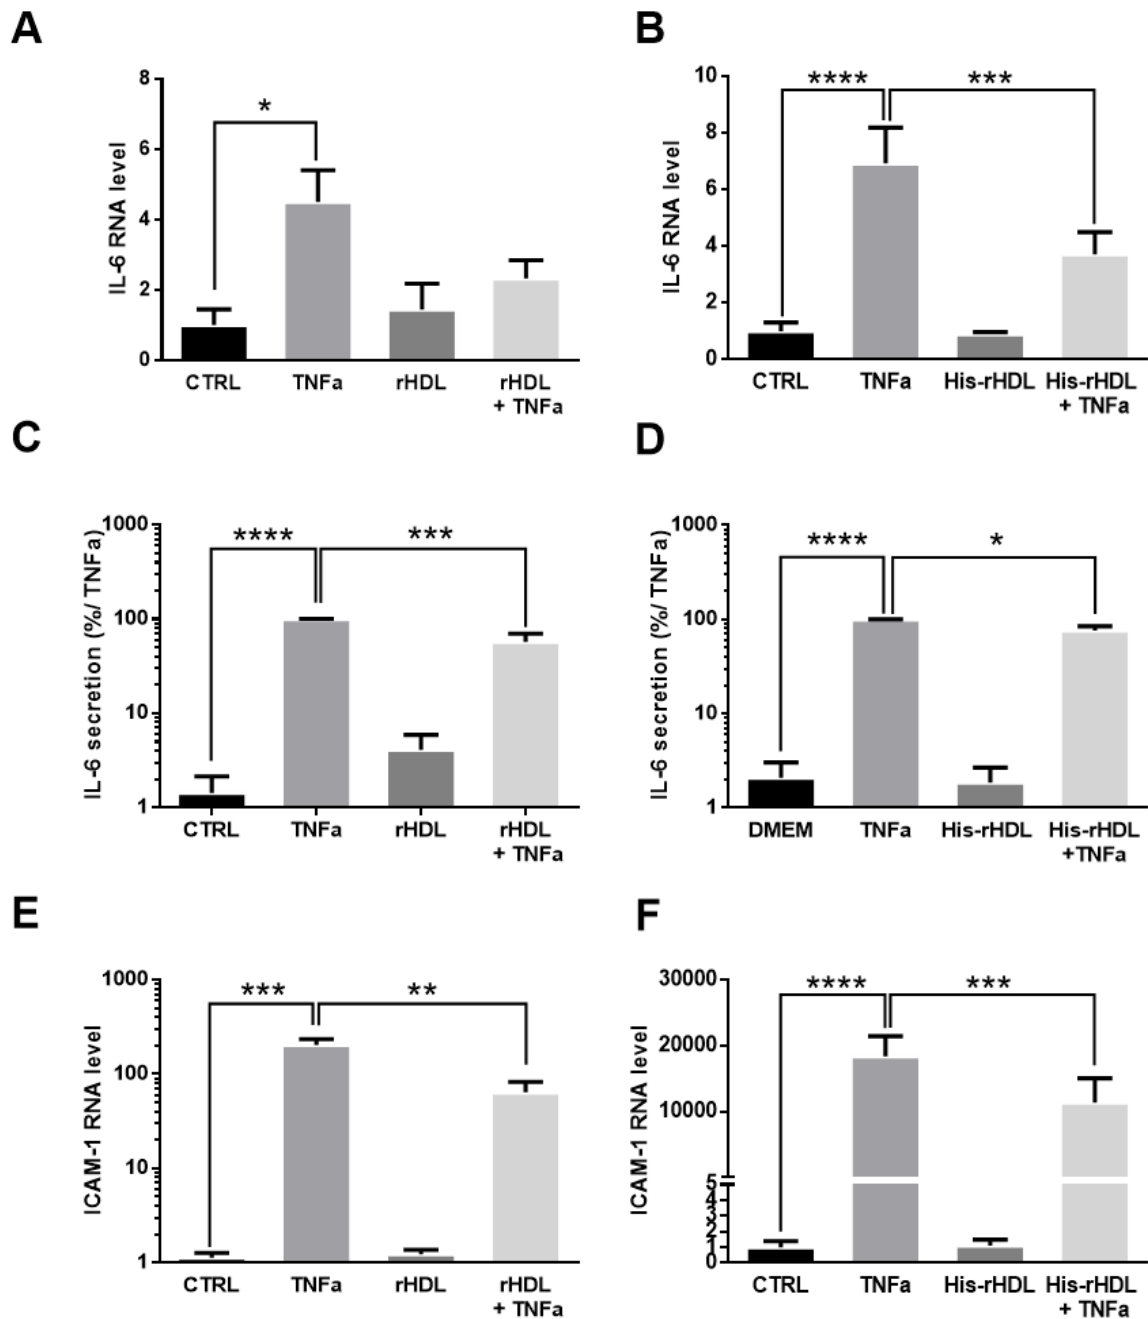 A
B
IL-6 RNA level
8
6
4
2
0
*
CTRL
TNFa
rHDL
rHDL
+ TNFa
IL-6 RNA level
10
8
6
4
2
0
****
***
CTRL
TNFa
His-rHDL
His-rHDL
+ TNFa
C
D
IL-6 secretion (%/ TNFa)
1000
100
10
1
****
***
CTRL
TNFa
rHDL
rHDL
+ TNFa
IL-6 secretion (%/ TNFa)
1000
100
10
1
****
*
DMEM
TNFa
His-rHDL
His-rHDL
+TNFa
E
F
ICAM-1 RNA level
1000
100
10
1
***
**
CTRL
TNFa
rHDL
rHDL
+ TNFa
ICAM-1 RNA level
30000
20000
10000
5
4
3
2
1
0
****
***
CTRL
TNFa
His-rHDL
His-rHDL
+ TNFa